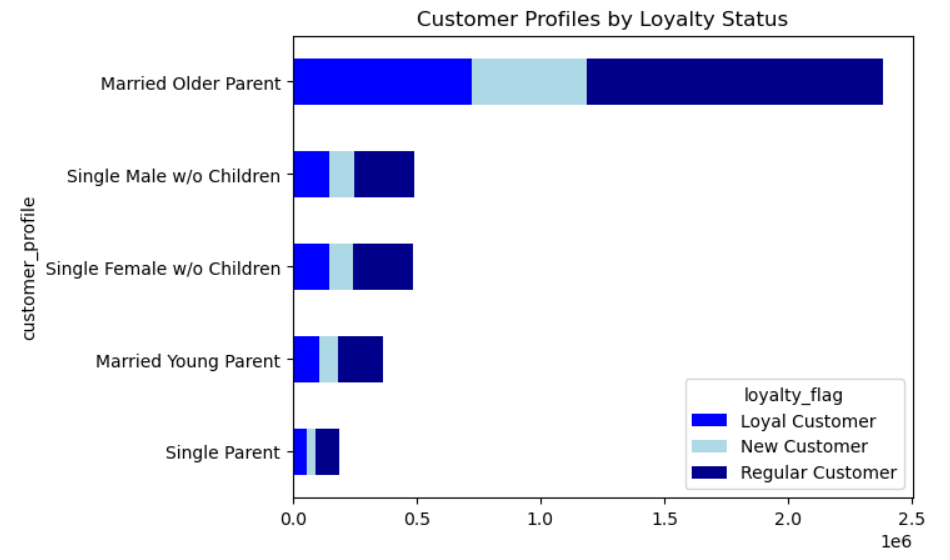 Customer Profiles by Loyalty Status
customer_profile
Married Older Parent
Single Male w/o Children
Single Female w/o Children
Married Young Parent
Single Parent
loyalty_flag
Loyal Customer
New Customer
Regular Customer
0.0 0.5 1.0 1.5 2.0 2.5
1e6